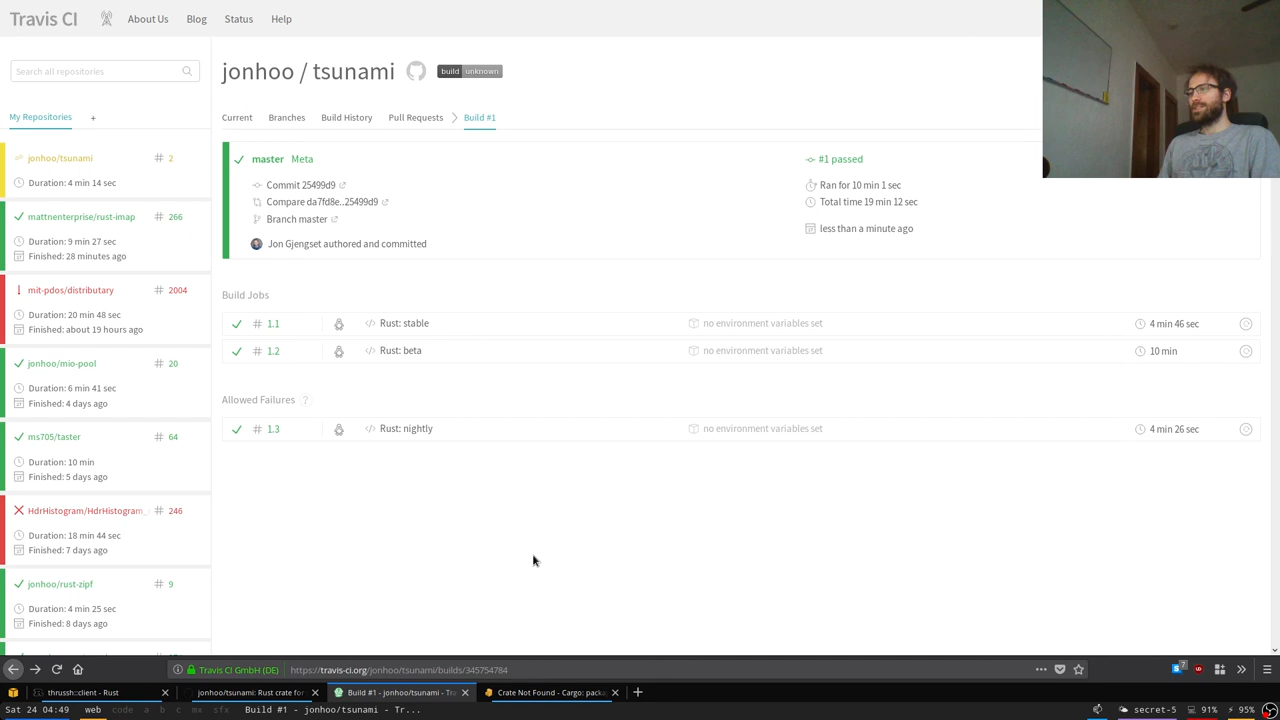 Travis CI
About Us
Blog
Status
Help
Search all repositories
jonhoo / tsunami
build unknown
My Repositories +
Current
Branches
Build History
Pull Requests
Build #1
jonhoo/tsunami # 2
Duration: 4 min 14 sec
mattnenterprise/rust-imap # 266
Duration: 9 min 27 sec
Finished: 28 minutes ago
mit-pdos/distributary # 2004
Duration: 20 min 48 sec
Finished: about 19 hours ago
jonhoo/mio-pool # 20
Duration: 6 min 41 sec
Finished: 4 days ago
ms705/taster # 64
Duration: 10 min
Finished: 5 days ago
HdrHistogram/HdrHistogram_ # 246
Duration: 18 min 44 sec
Finished: 7 days ago
jonhoo/rust-zipf # 9
Duration: 4 min 25 sec
Finished: 8 days ago
master Meta
Commit 25499d9
Compare da7fd8e..25499d9
Branch master
Jon Gjengset authored and committed
#1 passed
Ran for 10 min 1 sec
Total time 19 min 12 sec
less than a minute ago
Build Jobs
# 1.1 Rust: stable no environment variables set 4 min 46 sec
# 1.2 Rust: beta no environment variables set 10 min
Allowed Failures ?
# 1.3 Rust: nightly no environment variables set 4 min 26 sec
Travis CI GmbH (DE) https://travis-ci.org/jonhoo/tsunami/builds/345754784
7
thrussh::client - Rust
jonhoo/tsunami: Rust crate for
Build #1 - jonhoo/tsunami - Tra
Crate Not Found - Cargo: packa
Sat 24 04:49 web code a b c mx sfx Build #1 - jonhoo/tsunami - Tr...
secret-5 91% 95%